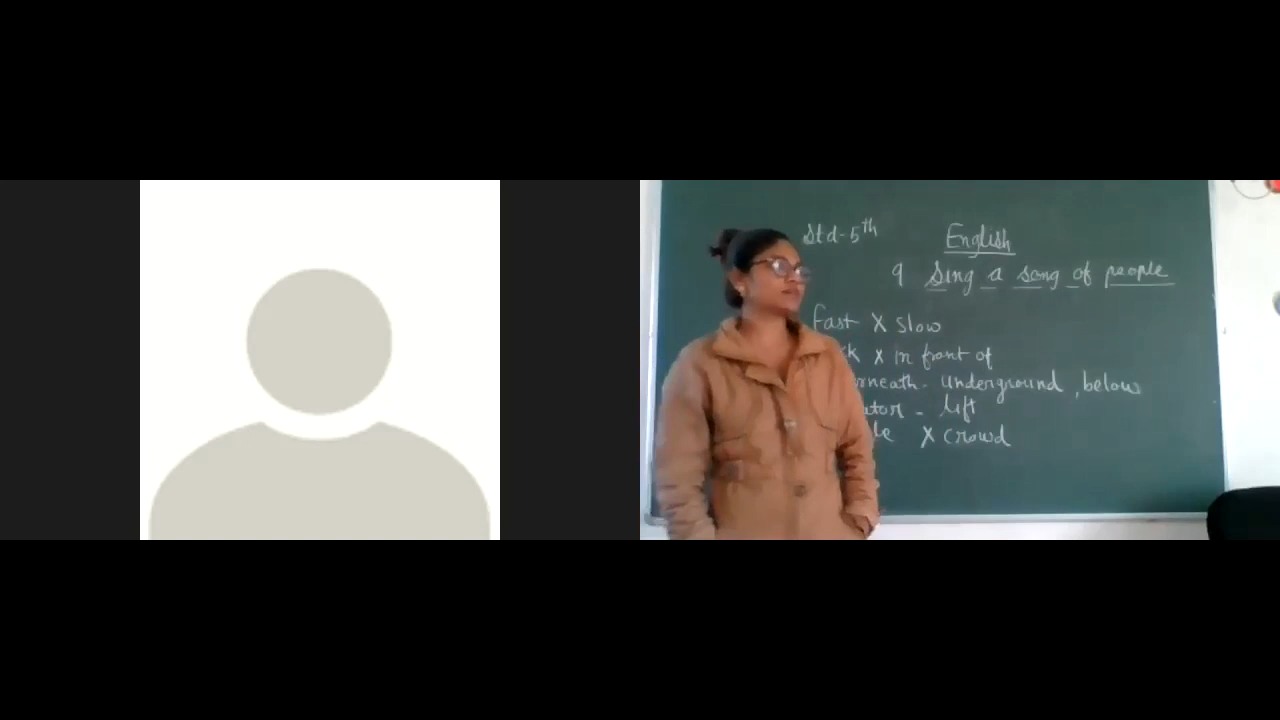 Std-5th
English
9 Sing a song of people
fast X slow
X in front of
underground, below
- lift
X crowd